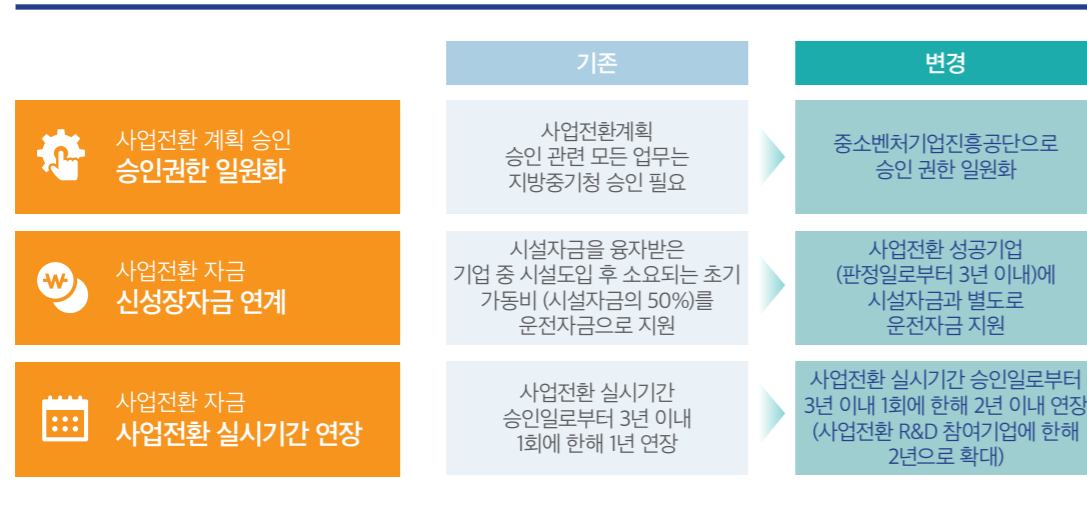 기존
변경
사업전환 계획 승인
승인권한 일원화
사업전환계획
승인 관련 모든 업무는
지방중기청 승인 필요
중소벤처기업진흥공단으로
승인 권한 일원화
사업전환 자금
신성장자금 연계
시설자금을 융자받은
기업 중 시설도입 후 소요되는 초기
가동비 (시설자금의 50%)를
운전자금으로 지원
사업전환 성공기업
(판정일로부터 3년 이내)에
시설자금과 별도로
운전자금 지원
사업전환 자금
사업전환 실시기간 연장
사업전환 실시기간
승인일로부터 3년 이내
1회에 한해 1년 연장
사업전환 실시기간 승인일로부터
3년 이내 1회에 한해 2년 이내 연장
(사업전환 R&D 참여기업에 한해
2년으로 확대)